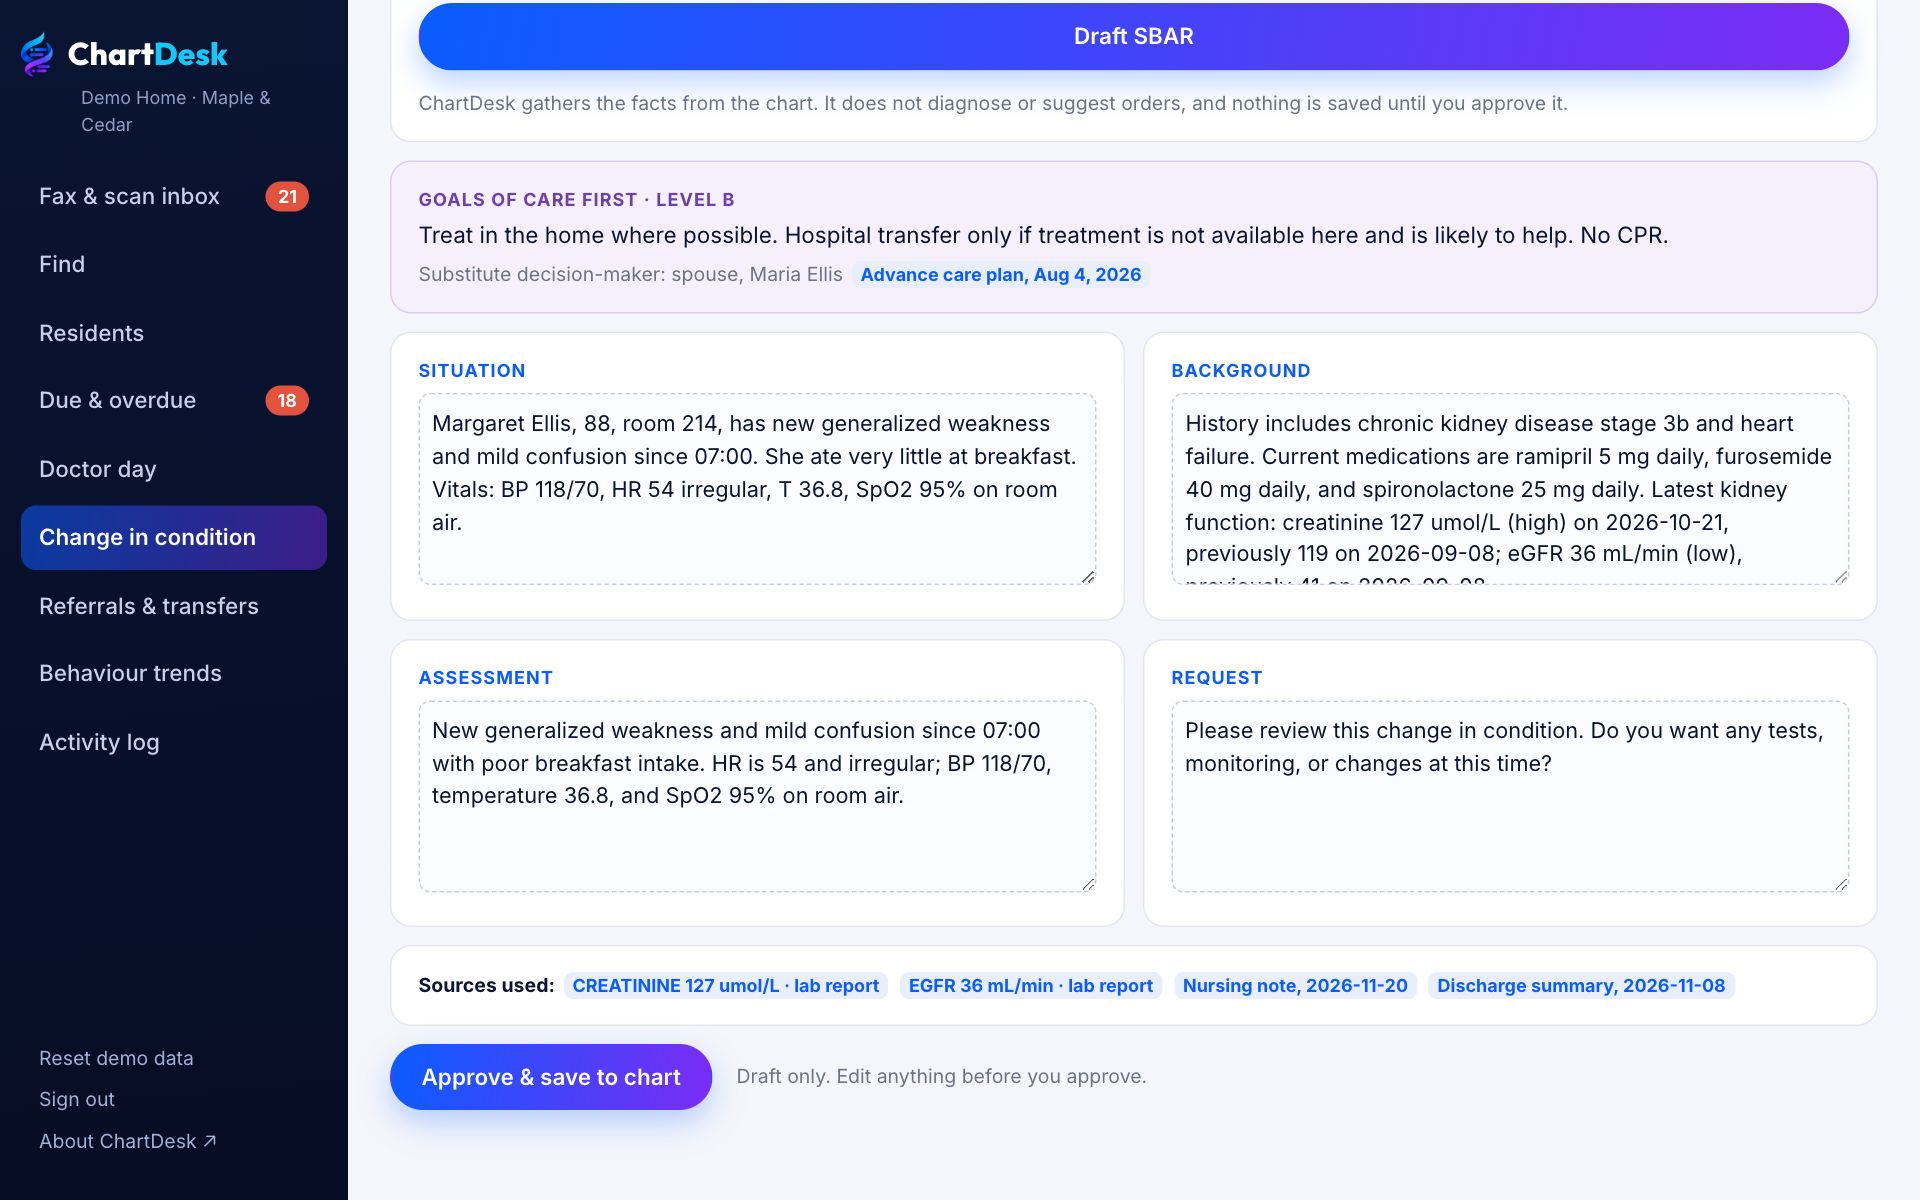 ChartDesk
Demo Home · Maple &
Cedar
Fax & scan inbox 21
Find
Residents
Due & overdue 18
Doctor day
Change in condition
Referrals & transfers
Behaviour trends
Activity log
Reset demo data
Sign out
About ChartDesk ↗
Draft SBAR
ChartDesk gathers the facts from the chart. It does not diagnose or suggest orders, and nothing is saved until you approve it.
GOALS OF CARE FIRST · LEVEL B
Treat in the home where possible. Hospital transfer only if treatment is not available here and is likely to help. No CPR.
Substitute decision-maker: spouse, Maria Ellis Advance care plan, Aug 4, 2026
SITUATION
Margaret Ellis, 88, room 214, has new generalized weakness
and mild confusion since 07:00. She ate very little at breakfast.
Vitals: BP 118/70, HR 54 irregular, T 36.8, SpO2 95% on room
air.
BACKGROUND
History includes chronic kidney disease stage 3b and heart
failure. Current medications are ramipril 5 mg daily, furosemide
40 mg daily, and spironolactone 25 mg daily. Latest kidney
function: creatinine 127 umol/L (high) on 2026-10-21,
previously 119 on 2026-09-08; eGFR 36 mL/min (low),
previously 41 on 2026-09-08
ASSESSMENT
New generalized weakness and mild confusion since 07:00
with poor breakfast intake. HR is 54 and irregular; BP 118/70,
temperature 36.8, and SpO2 95% on room air.
REQUEST
Please review this change in condition. Do you want any tests,
monitoring, or changes at this time?
Sources used: CREATININE 127 umol/L · lab report EGFR 36 mL/min · lab report Nursing note, 2026-11-20 Discharge summary, 2026-11-08
Approve & save to chart Draft only. Edit anything before you approve.